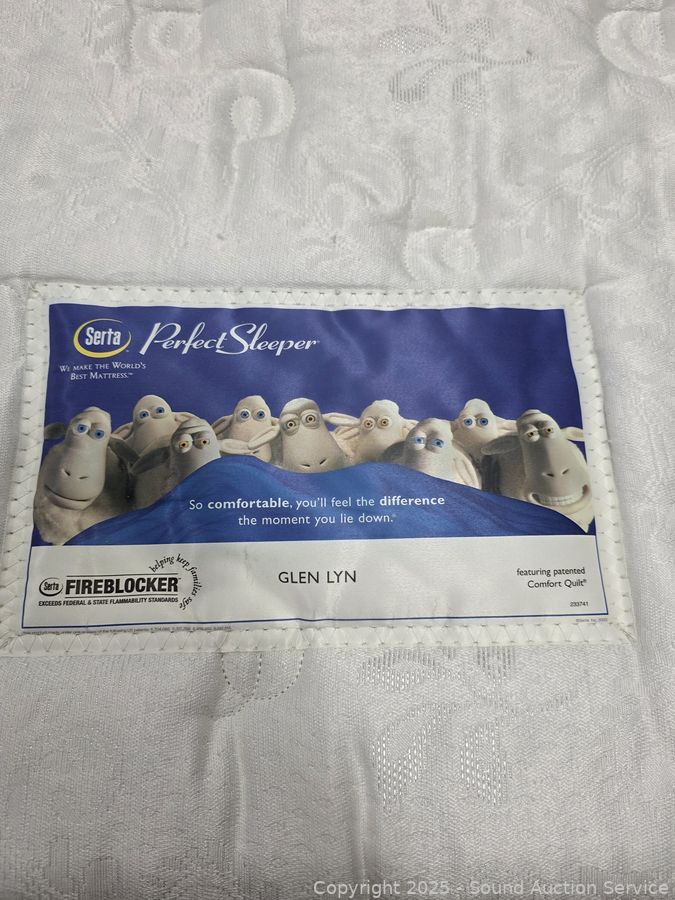 Serta
Perfect Sleeper
WE MAKE THE WORLD'S
BEST MATTRESS.™
So comfortable, you'll feel the difference
the moment you lie down.®
helping keep families safe
Serta FIREBLOCKER
EXCEEDS FEDERAL & STATE FLAMMABILITY STANDARDS
GLEN LYN
featuring patented
Comfort Quilt®
233741
Copyright 2025 - Sound Auction Service